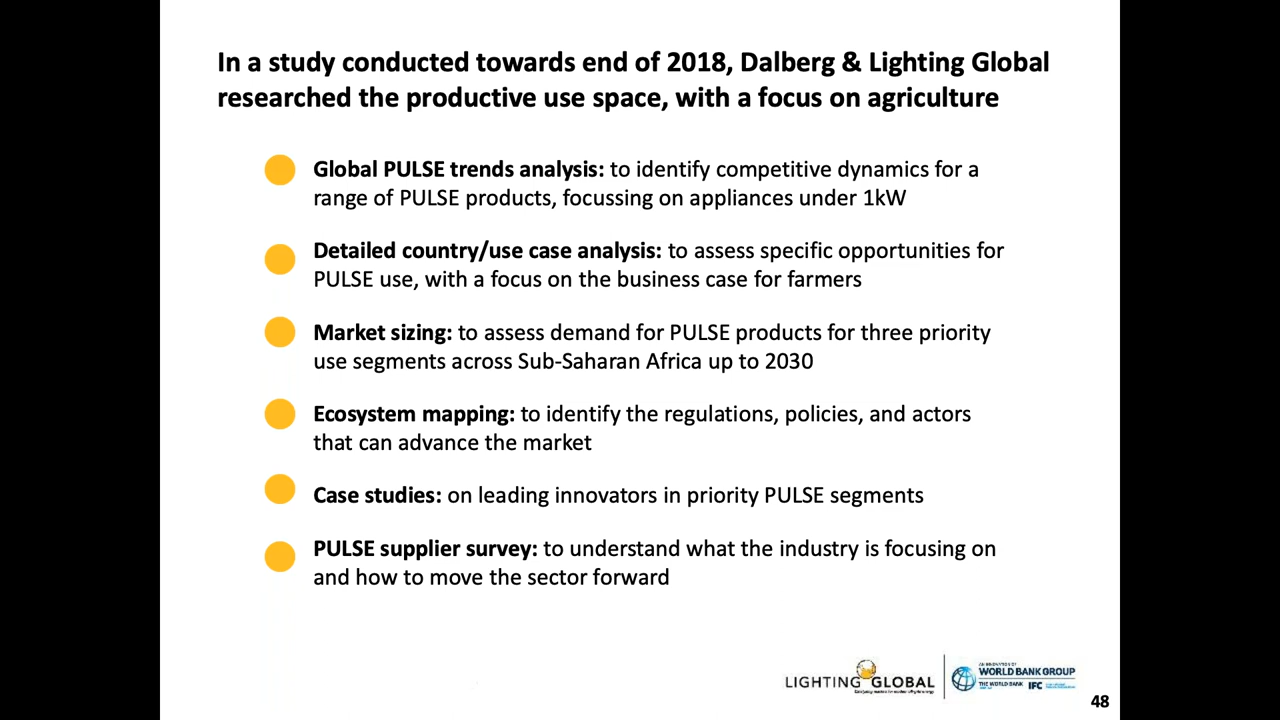 In a study conducted towards end of 2018, Dalberg & Lighting Global
researched the productive use space, with a focus on agriculture
Global PULSE trends analysis: to identify competitive dynamics for a
range of PULSE products, focussing on appliances under 1kW
Detailed country/use case analysis: to assess specific opportunities for
PULSE use, with a focus on the business case for farmers
Market sizing: to assess demand for PULSE products for three priority
use segments across Sub-Saharan Africa up to 2030
Ecosystem mapping: to identify the regulations, policies, and actors
that can advance the market
Case studies: on leading innovators in priority PULSE segments
PULSE supplier survey: to understand what the industry is focusing on
and how to move the sector forward
LIGHTING GLOBAL
AN INNOVATION OF
WORLD BANK GROUP
THE WORLD BANK IFC
48